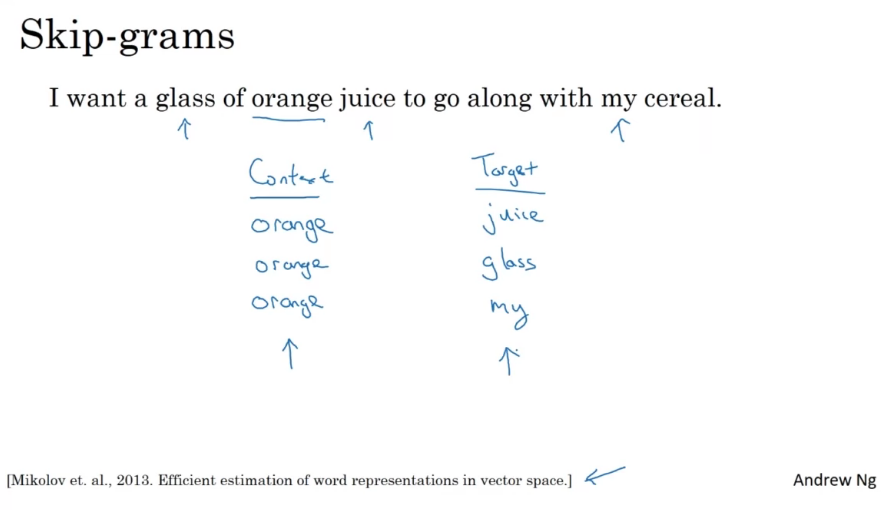 Skip-grams
I want a glass of orange juice to go along with my cereal.
Context Target
orange juice
orange glass
orange my
[Mikolov et. al., 2013. Efficient estimation of word representations in vector space.]
Andrew Ng